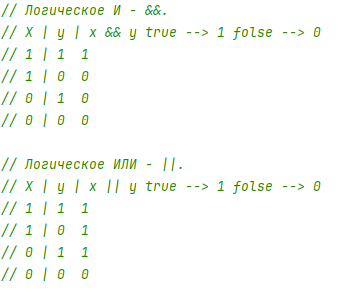 // Логическое И - &&.
// X | y | x && y true --> 1 folse --> 0
// 1 | 1  1
// 1 | 0  0
// 0 | 1  0
// 0 | 0  0
// Логическое ИЛИ - ||.
// X | y | x || y true --> 1 folse --> 0
// 1 | 1  1
// 1 | 0  1
// 0 | 1  1
// 0 | 0  0